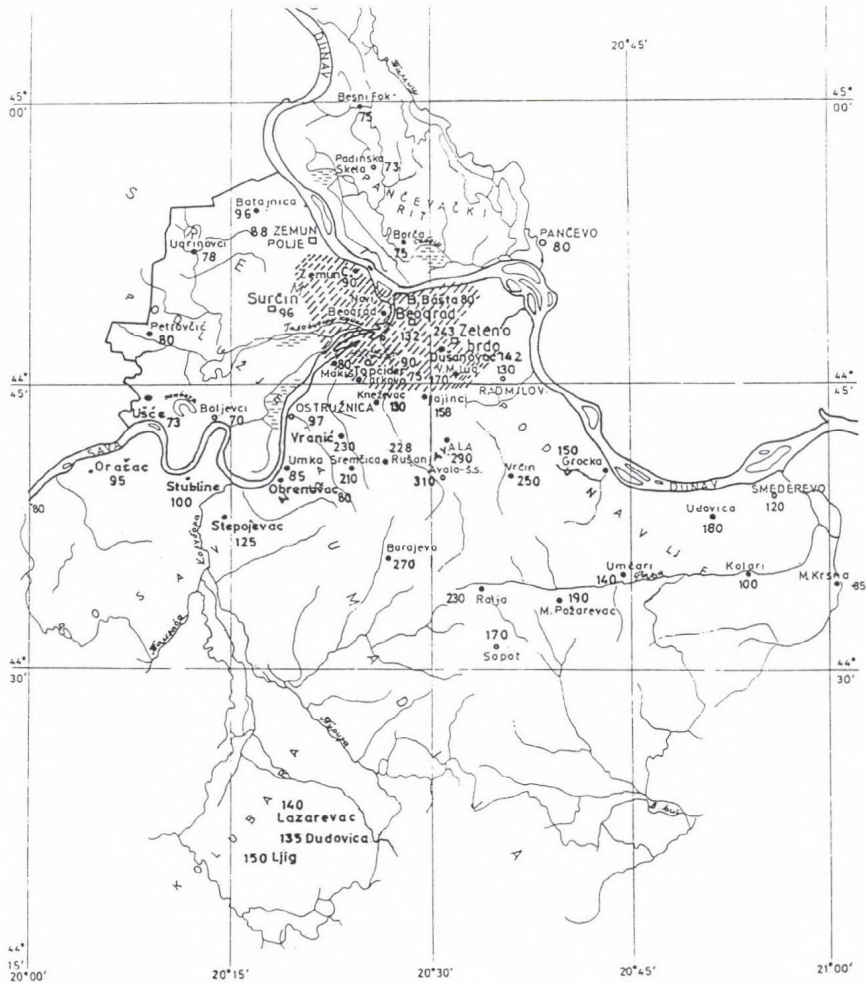 20°45'
45°
00'
45°
00'
DUNAV
Besni Fok
75
Padinska
Skela
73
PANČEVAČKI
RIT
Batajnica
96
88 ZEMUN
POLJE
Ugrinovci
78
Borča
75
PANČEVO
80
Zemun
90
Surčin
96
Novi
Beograd
B. Bašta 80
Beograd
132
243 Zeleno
brdo
Petrovčić
80
Dušanovac 142
V.M.Lug
130
170
RADMILOV.
80
90
75
Makiš
Topčider
Žarkovo
44°
45'
44°
45'
Kneževac
130
Jajinci
158
Ušće
73
Boljevci
70
OSTRUŽNICA
97
Vranić
230
228
Rušanj
AVALA
290
Avala-š.s.
310
Umka
85
Sremčica
210
Obrenovac
80
Vrčin
250
150
Grocka
SAVA
Orašac
95
Stubline
100
80
DUNAV
SMEDEREVO
120
Udovica
180
Stepojevac
125
Barajevo
270
Umčari
140
Kolari
100
M. Krsna
85
230
Ralja
190
M. Požarevac
170
Sopot
44°
30'
44°
30'
140
Lazarevac
135 Dudovica
150 Ljig
44°
15'
20°00'
20°15'
20°30'
20°45'
21°00'